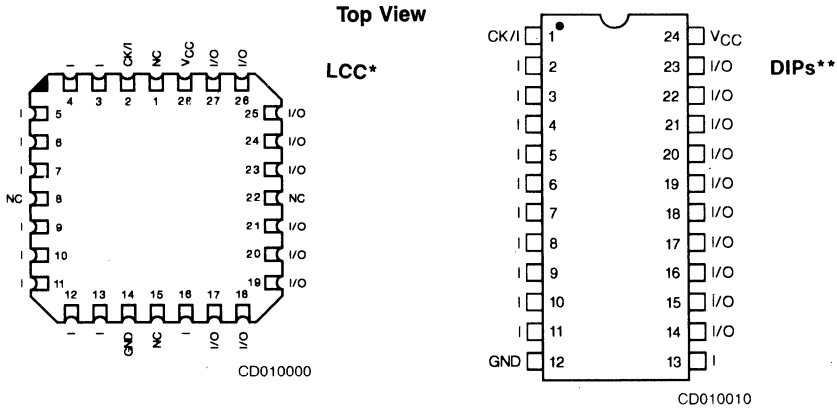 Top View
LCC*
I I CK/I NC VCC I/O I/O
4 3 2 1 28 27 26
I 5 25 I/O
I 6 24 I/O
I 7 23 I/O
NC 8 22 NC
I 9 21 I/O
I 10 20 I/O
I 11 19 I/O
12 13 14 15 16 17 18
I I GND NC I I/O I/O
CD010000
DIPs**
CK/I 1 24 VCC
I 2 23 I/O
I 3 22 I/O
I 4 21 I/O
I 5 20 I/O
I 6 19 I/O
I 7 18 I/O
I 8 17 I/O
I 9 16 I/O
I 10 15 I/O
I 11 14 I/O
GND 12 13 I
CD010010